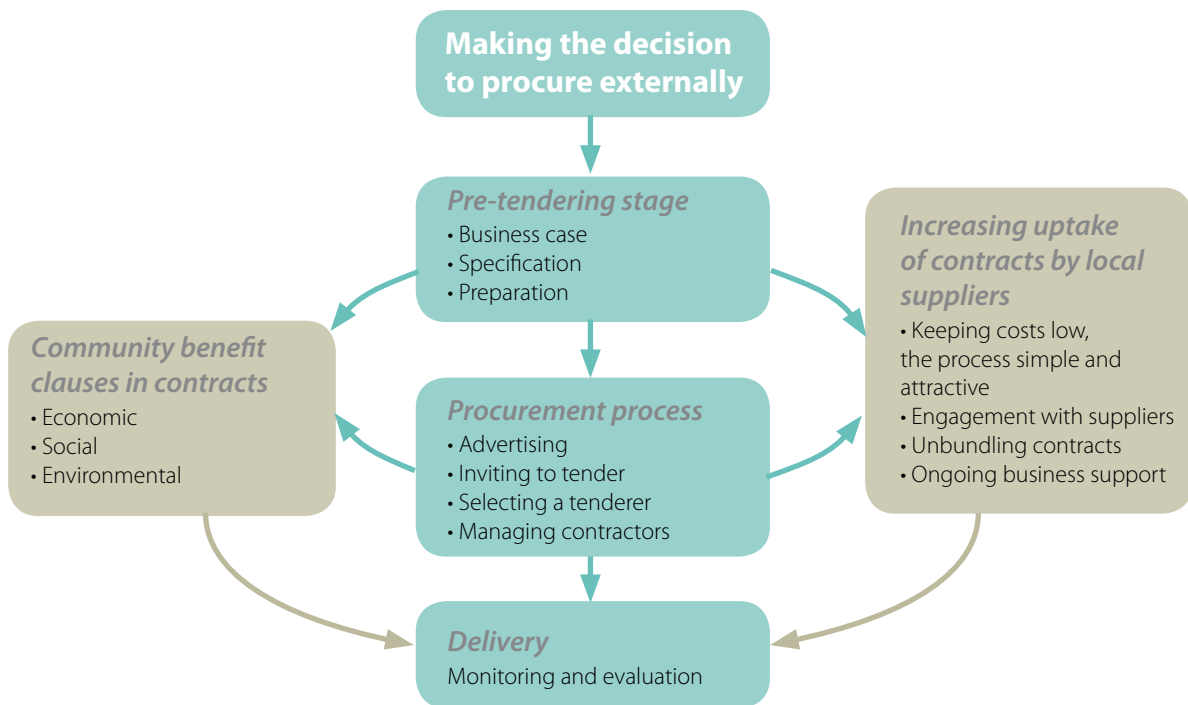 Making the decision
to procure externally
Pre-tendering stage
• Business case
• Specification
• Preparation
Increasing uptake
of contracts by local
suppliers
• Keeping costs low,
the process simple and
attractive
• Engagement with suppliers
• Unbundling contracts
• Ongoing business support
Community benefit
clauses in contracts
• Economic
• Social
• Environmental
Procurement process
• Advertising
• Inviting to tender
• Selecting a tenderer
• Managing contractors
Delivery
Monitoring and evaluation